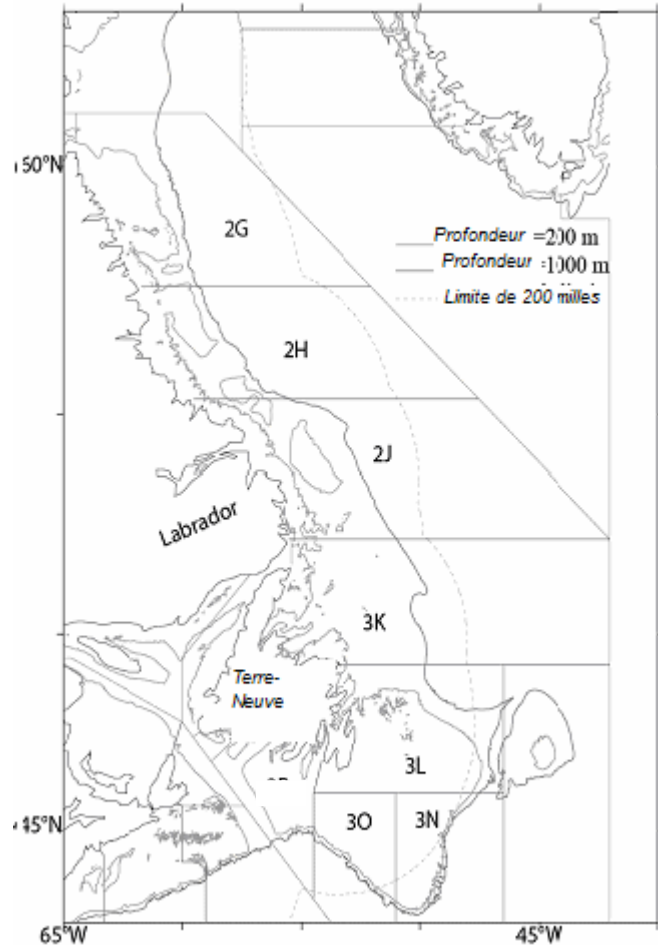 50°N
2G
Profondeur =200 m
Profondeur =1000 m
Limite de 200 milles
2H
2J
Labrador
3K
Terre-
Neuve
3L
3O
3N
45°N
65°W
45°W